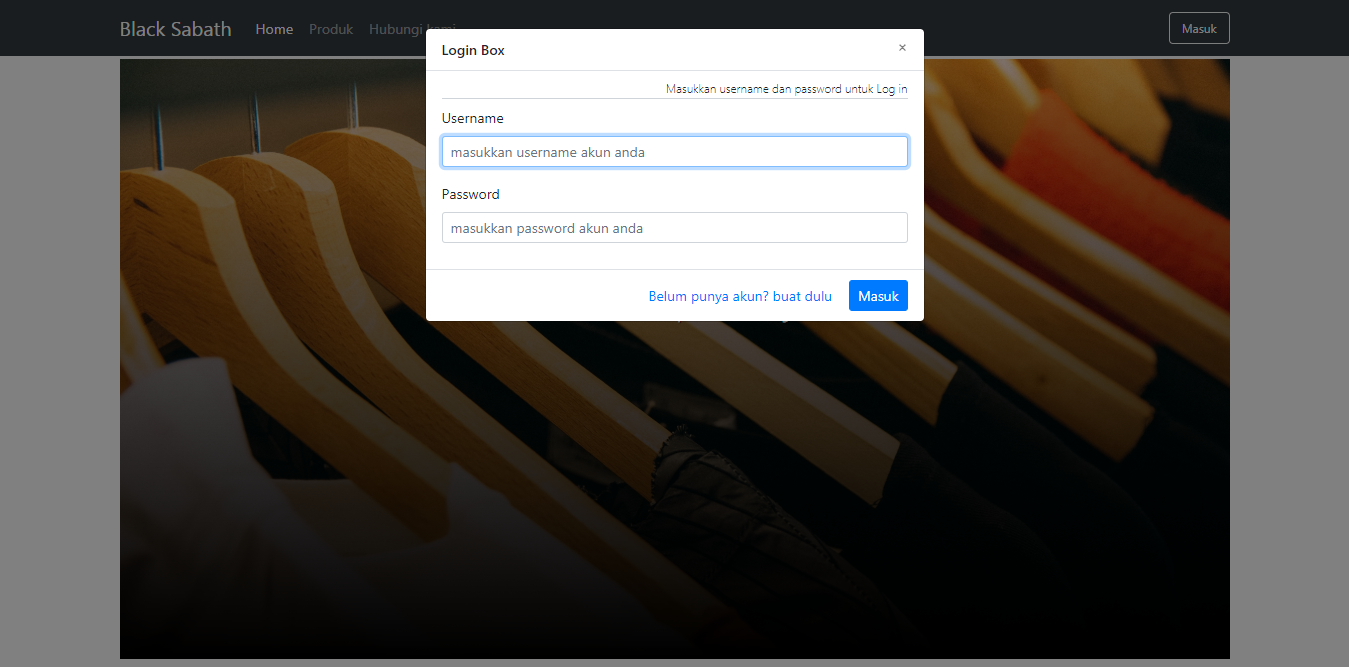 Black Sabath Home Produk Hubungi kami Masuk
Login Box ×
Masukkan username dan password untuk Log in
Username
masukkan username akun anda
Password
masukkan password akun anda
Belum punya akun? buat dulu Masuk